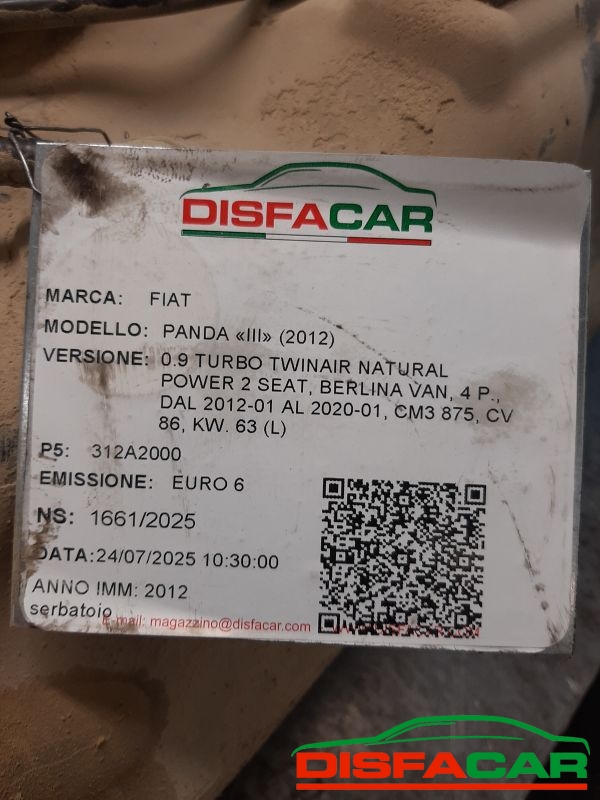 DISFACAR
MARCA: FIAT
MODELLO: PANDA «III» (2012)
VERSIONE: 0.9 TURBO TWINAIR NATURAL
POWER 2 SEAT, BERLINA VAN, 4 P.,
DAL 2012-01 AL 2020-01, CM3 875, CV
86, KW. 63 (L)
P5: 312A2000
EMISSIONE: EURO 6
NS: 1661/2025
DATA:24/07/2025 10:30:00
ANNO IMM: 2012
serbatoio
E-mail: magazzino@disfacar.com
DISFACAR